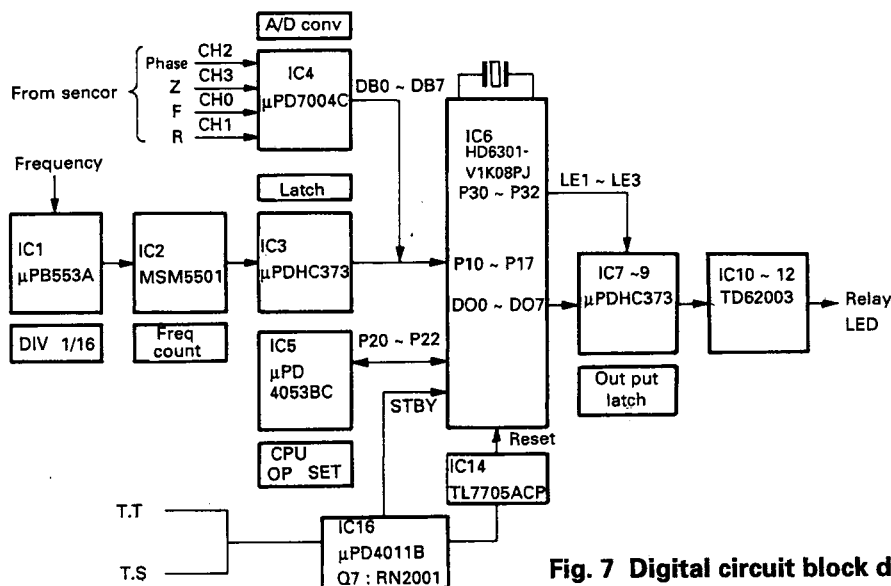 A/D conv
Phase CH2
Z CH3
F CH0
R CH1
From sencor
IC4
μPD7004C
DB0 ~ DB7
IC6
HD6301-
V1K08PJ
P30 ~ P32
LE1 ~ LE3
Frequency
Latch
IC1
μPB553A
IC2
MSM5501
IC3
μPDHC373
P10 ~ P17
DO0 ~ DO7
IC7 ~9
μPDHC373
IC10 ~ 12
TD62003
Relay
LED
DIV 1/16
Freq
count
IC5
μPD
4053BC
P20 ~ P22
STBY
Out put
latch
CPU
OP SET
Reset
IC14
TL7705ACP
T.T
T.S
IC16
μPD4011B
Q7 : RN2001
Fig. 7 Digital circuit block d